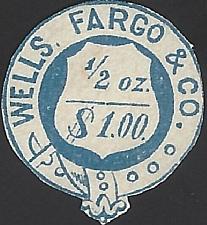 WELLS, FARGO & CO.
1/2 OZ.
$1.00.